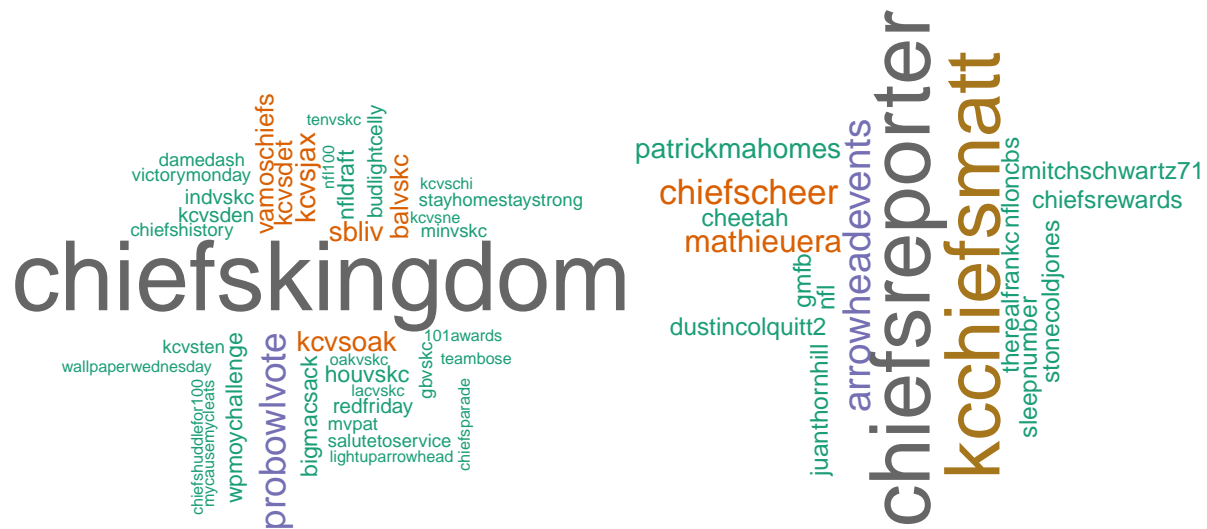 tenvskc
vamoschiefs
kcvsdet
kcvsjax
nfl100
nfldraft
budlightcelly
balvskc
damedash
victorymonday
indvskc
kcvsden
chiefshistory
sbliv
kcvschi
stayhomestaystrong
kcvsne
minvskc
chiefskingdom
kcvsten
wallpaperwednesday
chiefshuddlefor100
mycausemycleats
wpmoychallenge
probowlvote
kcvsoak
oakvskc
houvskc
lacvskc
redfriday
mvpat
salutetoservice
lightuparrowhead
bigmacsack
gbvskc
101awards
teambose
chiefsparade
patrickmahomes
chiefscheer
cheetah
mathieuera
gmfb
nfl
dustincolquitt2
juanthornhill
arrowheadevents
chiefsreporter
kcchiefsmatt
nfloncbs
therealfrankc
mitchschwartz71
chiefsrewards
sleepnumber
stonecoldjones